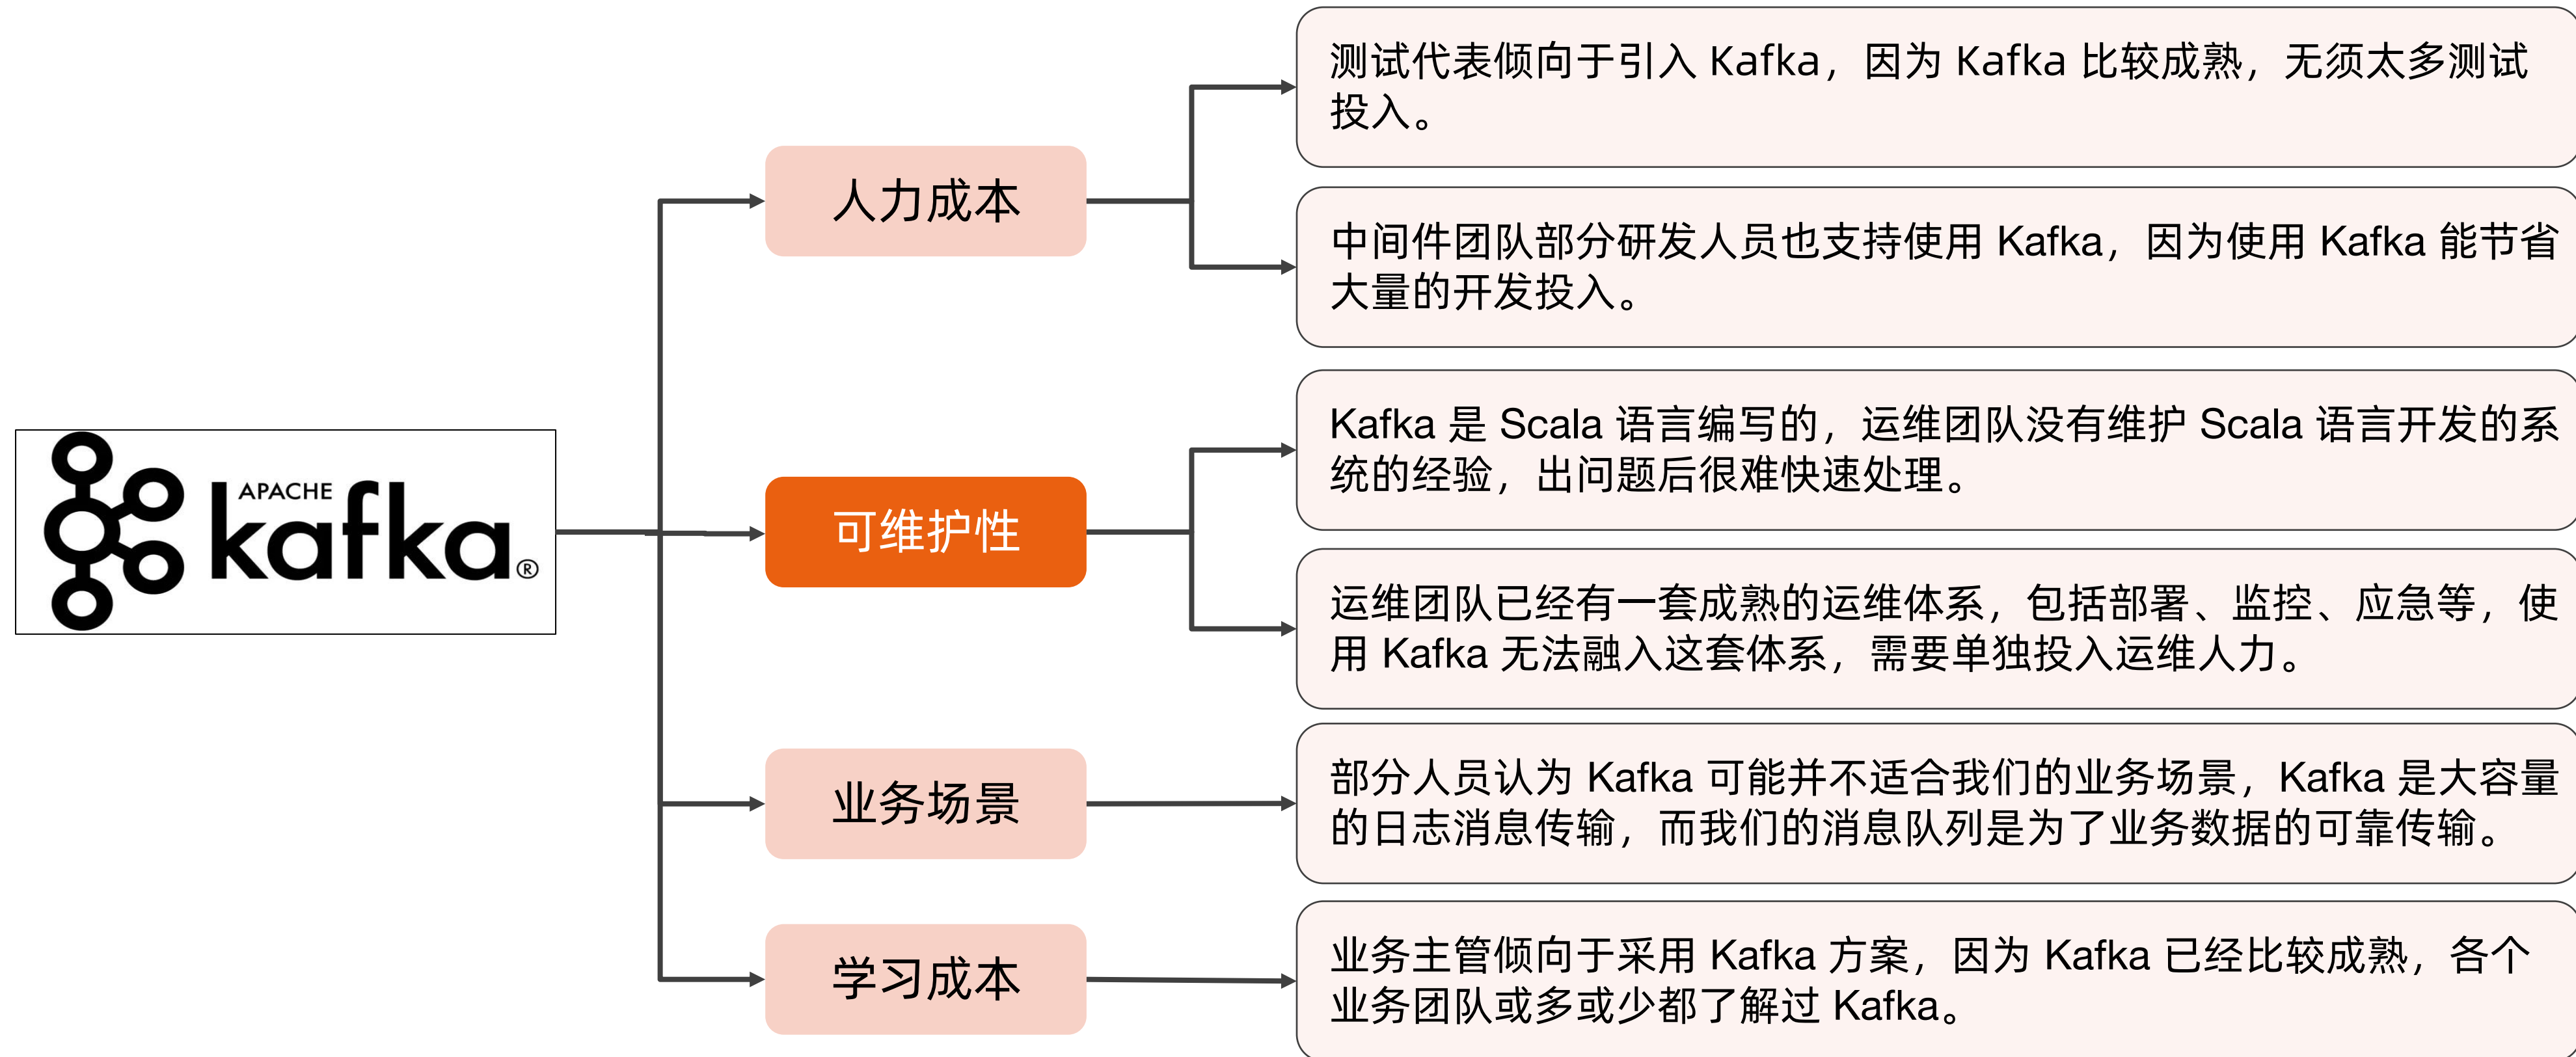 测试代表倾向于引入 Kafka，因为 Kafka 比较成熟，无须太多测试
投入。
人力成本
中间件团队部分研发人员也支持使用 Kafka，因为使用 Kafka 能节省
大量的开发投入。
Kafka 是 Scala 语言编写的，运维团队没有维护 Scala 语言开发的系
统的经验，出问题后很难快速处理。
APACHE
kafka®
可维护性
运维团队已经有一套成熟的运维体系，包括部署、监控、应急等，使
用 Kafka 无法融入这套体系，需要单独投入运维人力。
业务场景
部分人员认为 Kafka 可能并不适合我们的业务场景，Kafka 是大容量
的日志消息传输，而我们的消息队列是为了业务数据的可靠传输。
学习成本
业务主管倾向于采用 Kafka 方案，因为 Kafka 已经比较成熟，各个
业务团队或多或少都了解过 Kafka。